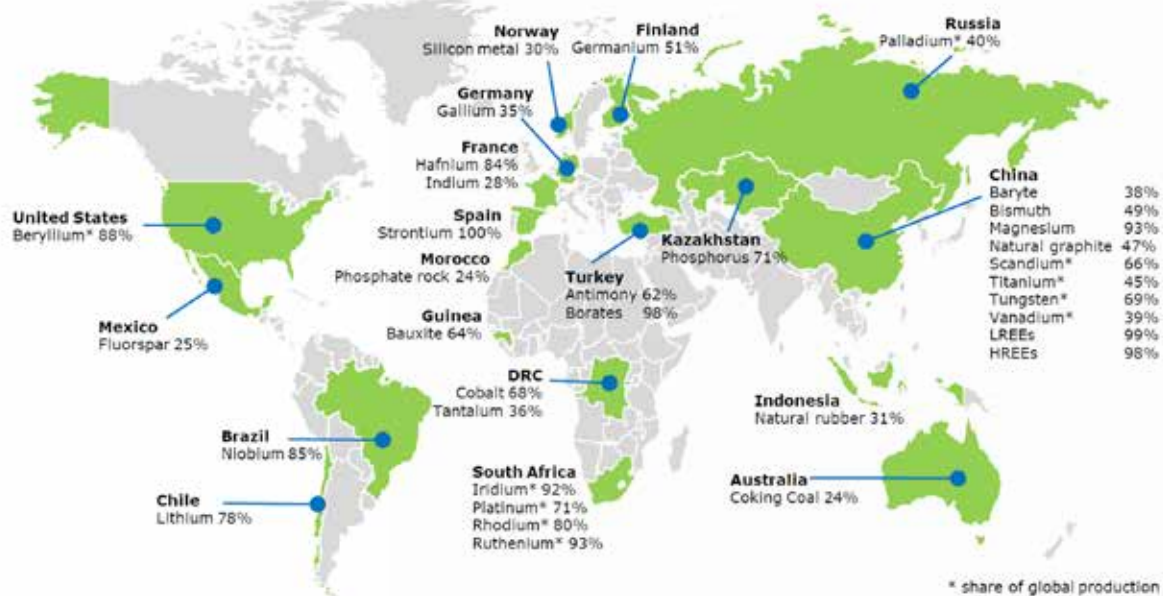 Norway
Silicon metal 30%
Finland
Germanium 51%
Russia
Palladium* 40%
Germany
Gallium 35%
France
Hafnium 84%
Indium 28%
United States
Beryllium* 88%
Spain
Strontium 100%
Morocco
Phosphate rock 24%
Kazakhstan
Phosphorus 71%
China
Baryte 38%
Bismuth 49%
Magnesium 93%
Natural graphite 47%
Scandium* 66%
Titanium* 45%
Tungsten* 69%
Vanadium* 39%
LREEs 99%
HREEs 98%
Turkey
Antimony 62%
Borates 98%
Mexico
Fluorspar 25%
Guinea
Bauxite 64%
DRC
Cobalt 68%
Tantalum 36%
Indonesia
Natural rubber 31%
Brazil
Niobium 85%
Chile
Lithium 78%
South Africa
Iridium* 92%
Platinum* 71%
Rhodium* 80%
Ruthenium* 93%
Australia
Coking Coal 24%
* share of global production